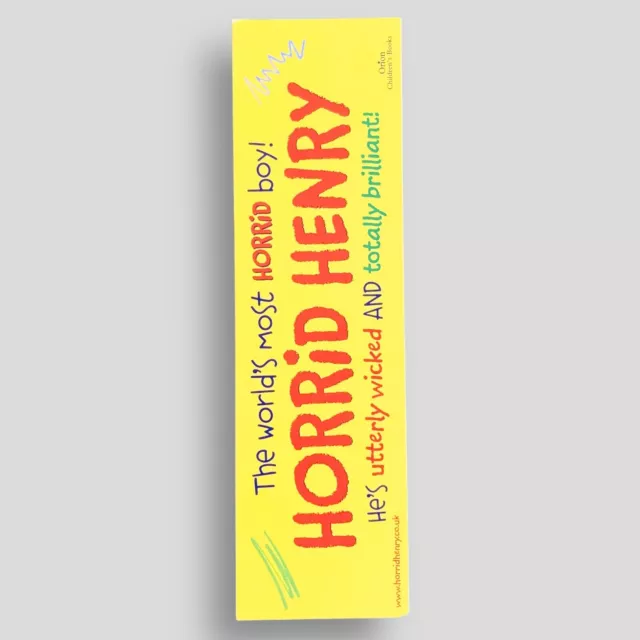 The world's most HORRiD boy!
HORRiD HENRY
He's utterly wicked AND totally brilliant!
www.horridhenry.co.uk
Orion
Children's Books